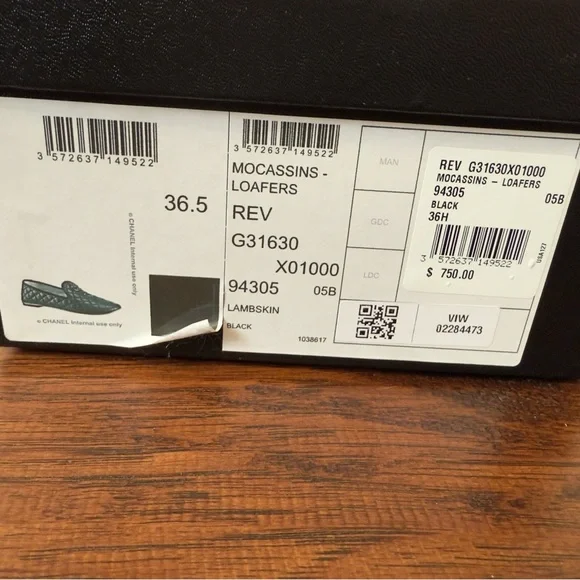 3 572637 149522
36.5
© CHANEL Internal use only
© CHANEL Internal use only
3 572637 149522
MOCASSINS -
LOAFERS
REV
G31630
X01000
94305 05B
LAMBSKIN
BLACK
1038617
MAN
GDC
LDC
VIW
02284473
REV G31630X01000
MOCASSINS - LOAFERS
94305 05B
BLACK
36H
3 572637 149522
$ 750.00
USA127